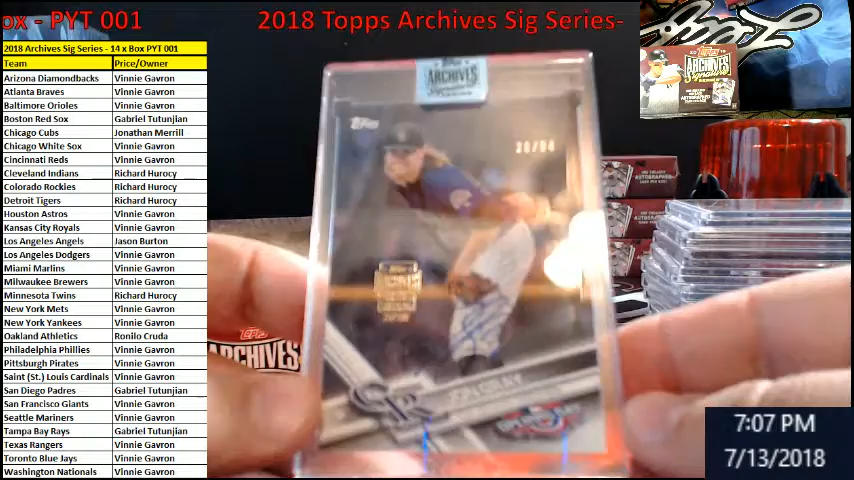 ox - PYT 001
2018 Topps Archives Sig Series-
2018 Archives Sig Series - 14 x Box PYT 001
Team Price/Owner
Arizona Diamondbacks Vinnie Gavron
Atlanta Braves Vinnie Gavron
Baltimore Orioles Vinnie Gavron
Boston Red Sox Gabriel Tutunjian
Chicago Cubs Jonathan Merrill
Chicago White Sox Vinnie Gavron
Cincinnati Reds Vinnie Gavron
Cleveland Indians Richard Hurocy
Colorado Rockies Richard Hurocy
Detroit Tigers Richard Hurocy
Houston Astros Vinnie Gavron
Kansas City Royals Vinnie Gavron
Los Angeles Angels Jason Burton
Los Angeles Dodgers Vinnie Gavron
Miami Marlins Vinnie Gavron
Milwaukee Brewers Vinnie Gavron
Minnesota Twins Richard Hurocy
New York Mets Vinnie Gavron
New York Yankees Vinnie Gavron
Oakland Athletics Ronilo Cruda
Philadelphia Phillies Vinnie Gavron
Pittsburgh Pirates Vinnie Gavron
Saint (St.) Louis Cardinals Vinnie Gavron
San Diego Padres Gabriel Tutunjian
San Francisco Giants Vinnie Gavron
Seattle Mariners Vinnie Gavron
Tampa Bay Rays Gabriel Tutunjian
Texas Rangers Vinnie Gavron
Toronto Blue Jays Vinnie Gavron
Washington Nationals Vinnie Gavron
ARCHIVES
Topps
CR
OPENING DAY
Topps
ARCHIVES
Topps
ARCHIVES
Signature
AUTOGRAPHED
7:07 PM
7/13/2018